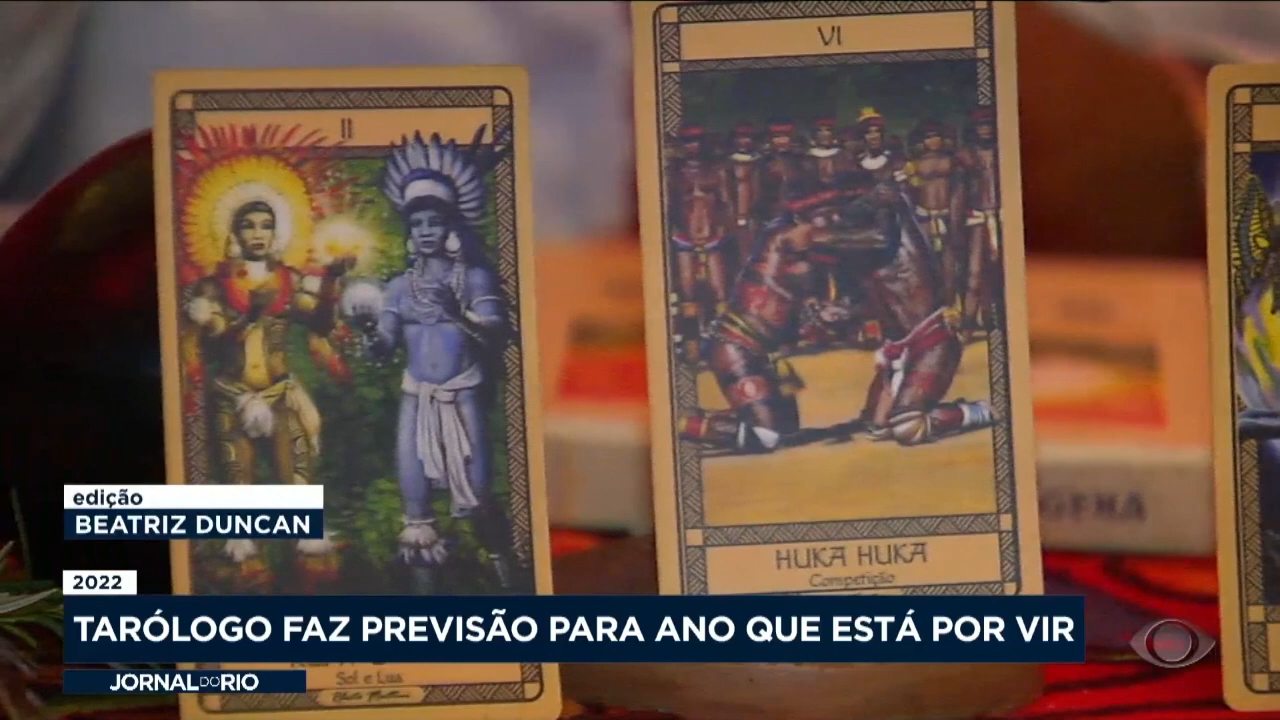 II
VI
HUKA HUKA
Competição
edição
BEATRIZ DUNCAN
2022
TARÓLOGO FAZ PREVISÃO PARA ANO QUE ESTÁ POR VIR
Sol e Lua
JORNAL DO RIO